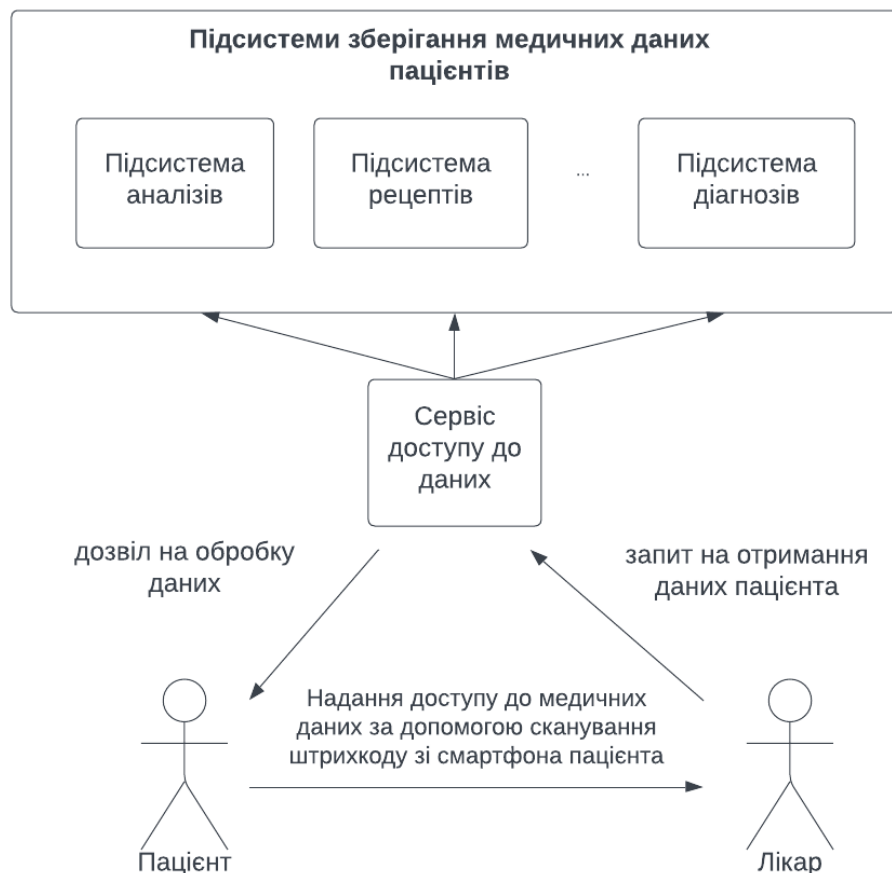 Підсистеми зберігання медичних даних
пацієнтів
Підсистема
аналізів
Підсистема
рецептів
...
Підсистема
діагнозів
Сервіс
доступу до
даних
дозвіл на обробку
даних
запит на отримання
даних пацієнта
Надання доступу до медичних
даних за допомогою сканування
штрихкоду зі смартфона пацієнта
Пацієнт
Лікар